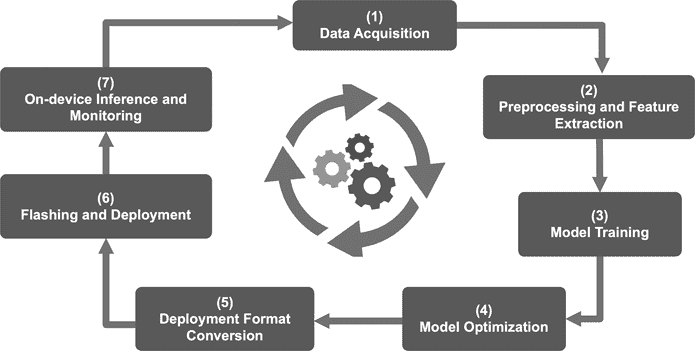 (1)
Data Acquisition
(2)
Preprocessing and Feature
Extraction
(3)
Model Training
(4)
Model Optimization
(5)
Deployment Format
Conversion
(6)
Flashing and Deployment
(7)
On-device Inference and
Monitoring